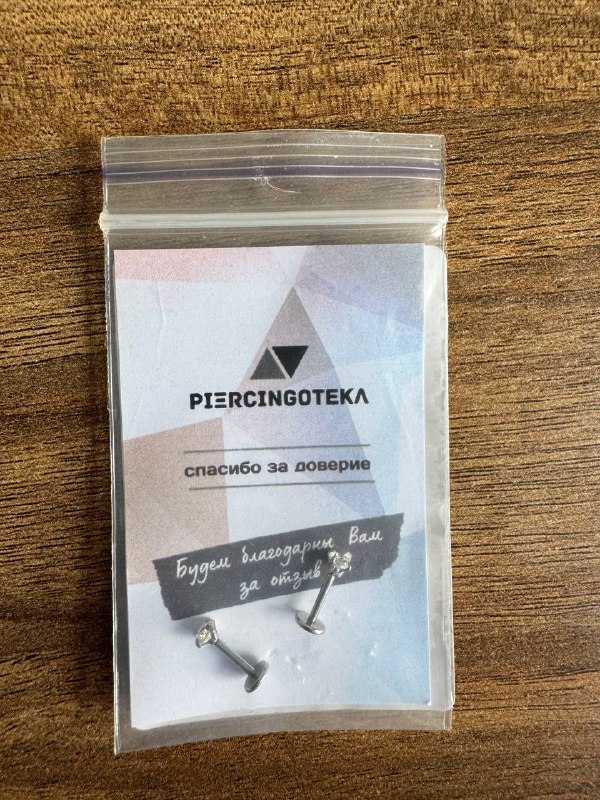 PIERCINGOTEKA
спасибо за доверие
Будем благодарны Вам
за отзыв